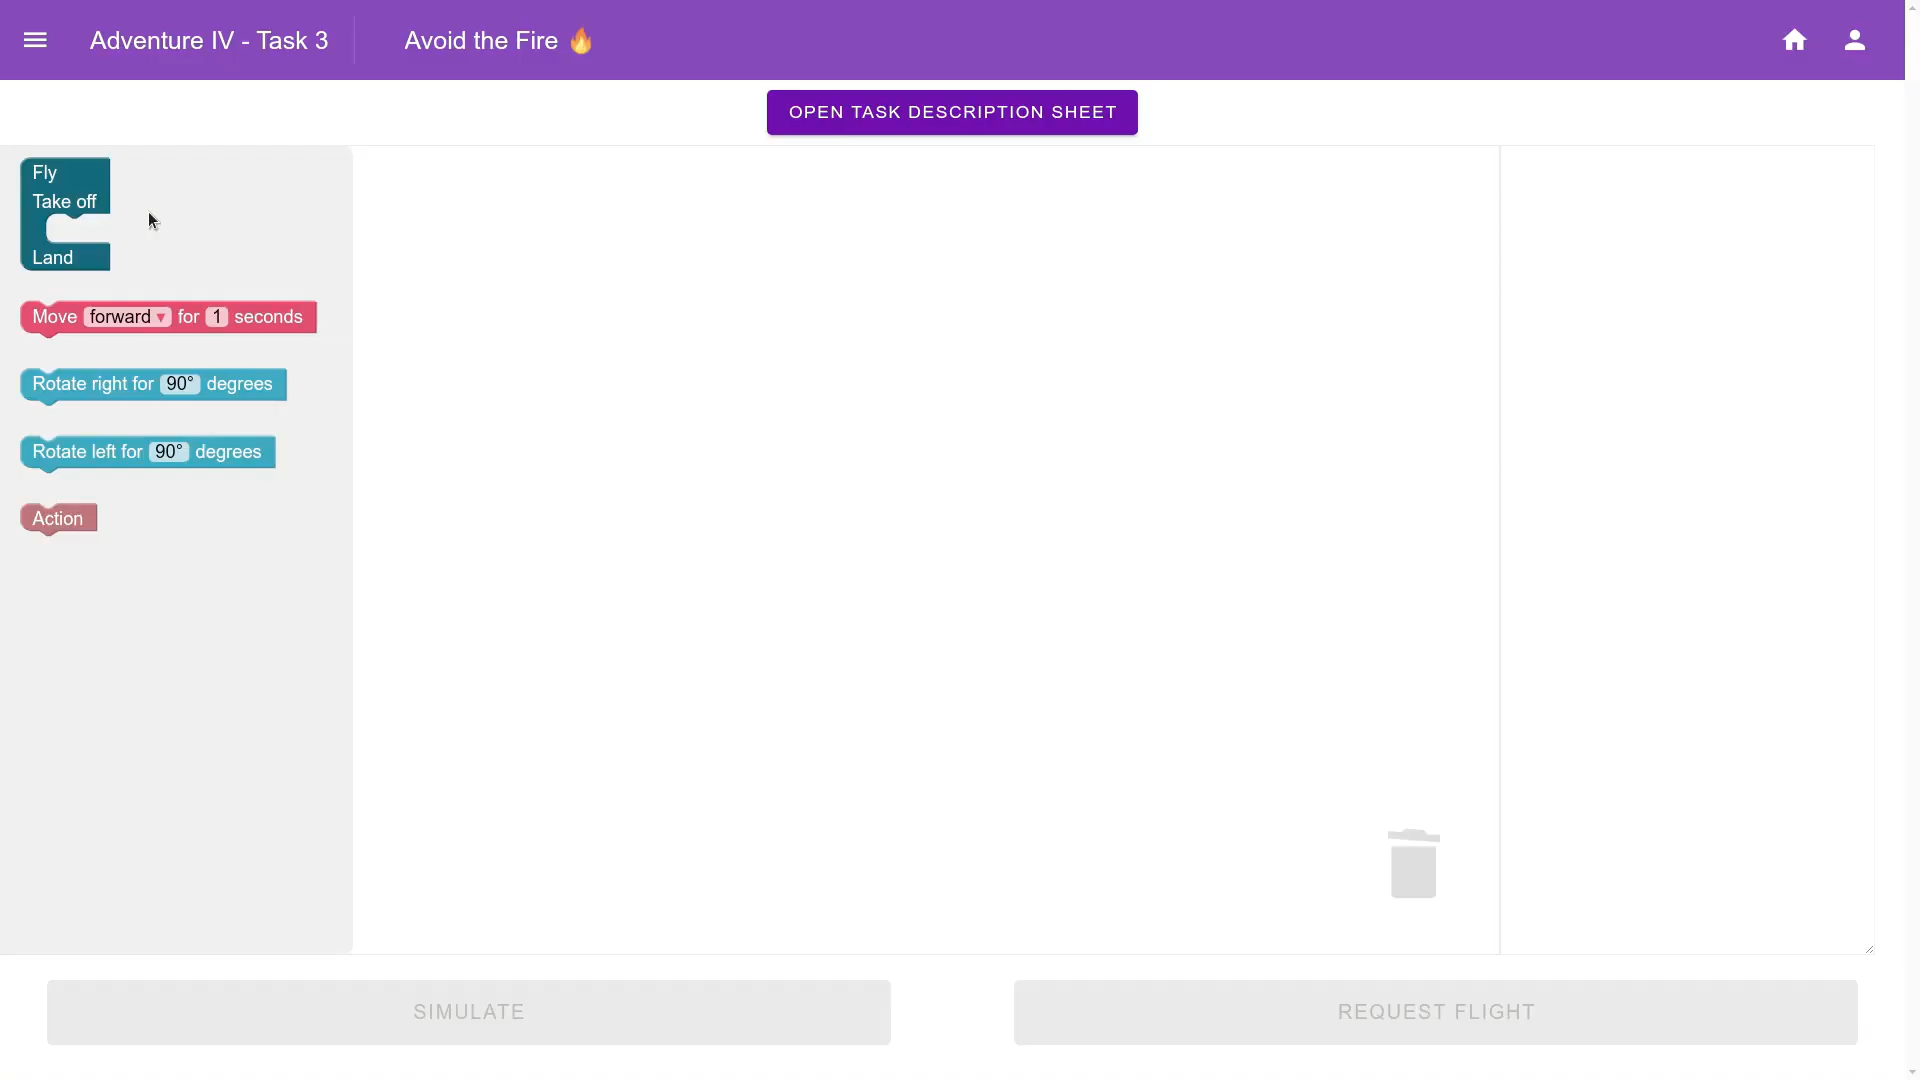 Adventure IV - Task 3
Avoid the Fire 🔥
OPEN TASK DESCRIPTION SHEET
Fly
Take off
Land
Move forward ▾ for 1 seconds
Rotate right for 90° degrees
Rotate left for 90° degrees
Action
SIMULATE
REQUEST FLIGHT